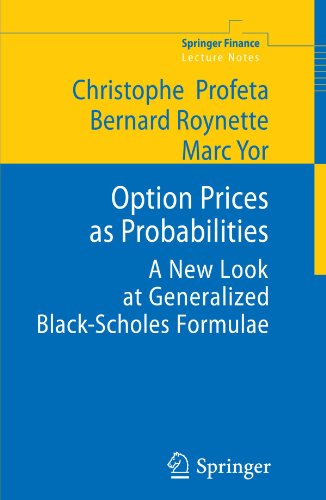 Springer Finance
Lecture Notes
Christophe Profeta
Bernard Roynette
Marc Yor
Option Prices
as Probabilities
A New Look
at Generalized
Black-Scholes Formulae
Springer